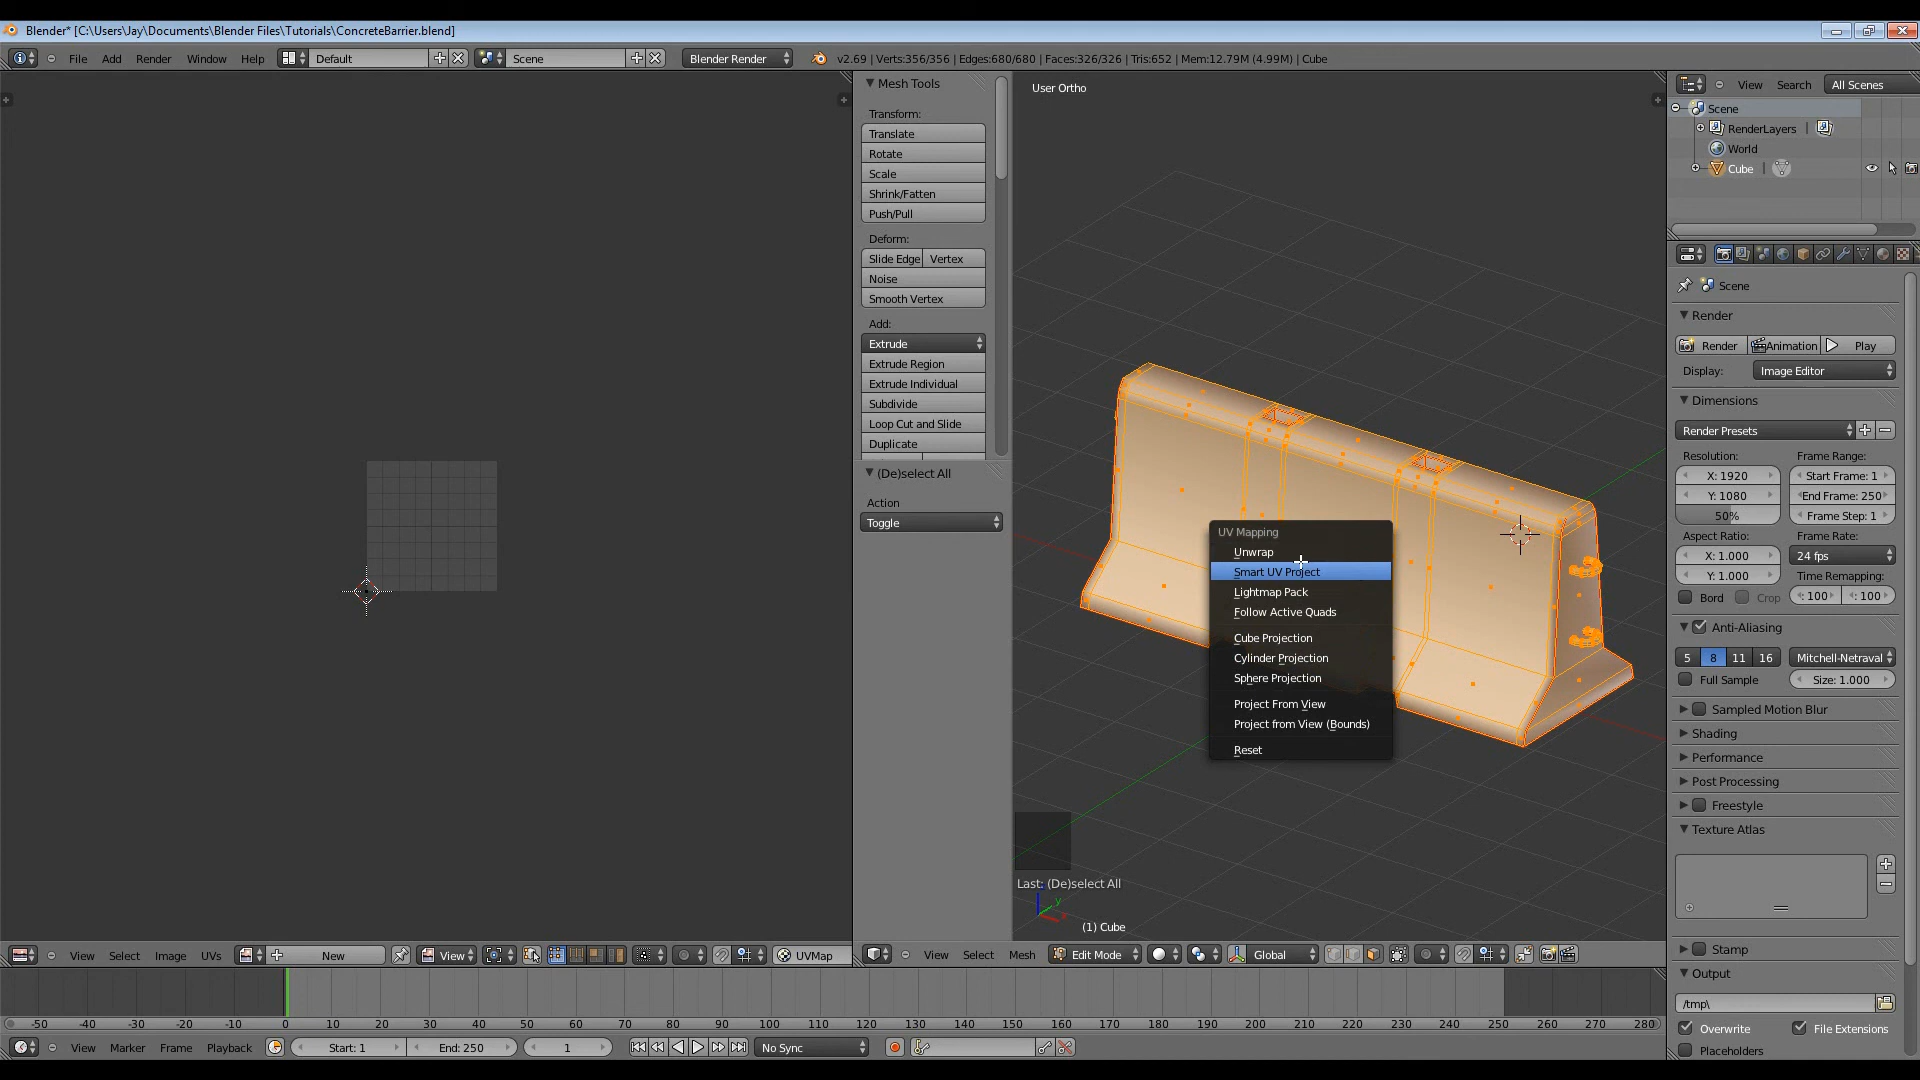 Blender* [C:\Users\Jay\Documents\Blender Files\Tutorials\ConcreteBarrier.blend]
File Add Render Window Help Default Scene Blender Render v2.69 | Verts:356/356 | Edges:680/680 | Faces:326/326 | Tris:652 | Mem:12.79M (4.99M) | Cube
Mesh Tools
Transform:
Translate
Rotate
Scale
Shrink/Fatten
Push/Pull
Deform:
Slide Edge Vertex
Noise
Smooth Vertex
Add:
Extrude
Extrude Region
Extrude Individual
Subdivide
Loop Cut and Slide
Duplicate
(De)select All
Action
Toggle
User Ortho
UV Mapping
Unwrap
Smart UV Project
Lightmap Pack
Follow Active Quads
Cube Projection
Cylinder Projection
Sphere Projection
Project From View
Project from View (Bounds)
Reset
Last: (De)select All
y
(1) Cube
View Search All Scenes
Scene
RenderLayers |
World
Cube |
Scene
Render
Render Animation Play
Display: Image Editor
Dimensions
Render Presets
Resolution: Frame Range:
X: 1920 Start Frame: 1
Y: 1080 End Frame: 250
50% Frame Step: 1
Aspect Ratio: Frame Rate:
X: 1.000 24 fps
Y: 1.000 Time Remapping:
Bord Crop : 100 : 100
Anti-Aliasing
5 8 11 16 Mitchell-Netraval
Full Sample Size: 1.000
Sampled Motion Blur
Shading
Performance
Post Processing
Freestyle
Texture Atlas
Stamp
Output
/tmp\
Overwrite File Extensions
Placeholders
View Select Image UVs New View UVMap
View Select Mesh Edit Mode Global
-50 -40 -30 -20 -10 0 10 20 30 40 50 60 70 80 90 100 110 120 130 140 150 160 170 180 190 200 210 220 230 240 250 260 270 280
View Marker Frame Playback Start: 1 End: 250 1 No Sync